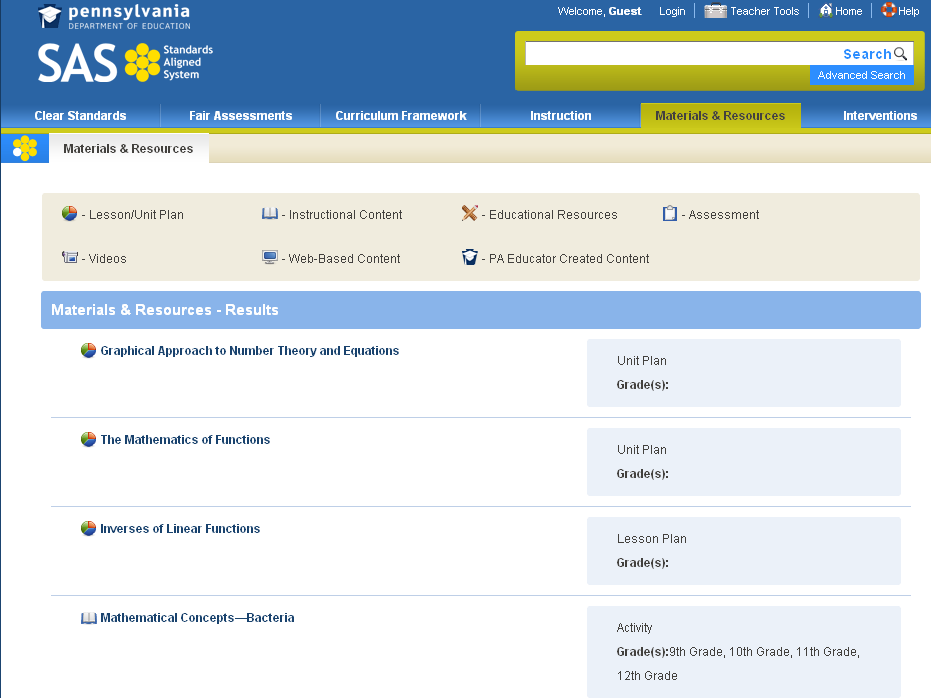 pennsylvania
DEPARTMENT OF EDUCATION
Welcome, Guest Login Teacher Tools Home Help
SAS Standards Aligned System
Search
Advanced Search
Clear Standards Fair Assessments Curriculum Framework Instruction Materials & Resources Interventions
Materials & Resources
- Lesson/Unit Plan - Instructional Content - Educational Resources - Assessment
- Videos - Web-Based Content - PA Educator Created Content
Materials & Resources - Results
Graphical Approach to Number Theory and Equations
Unit Plan
Grade(s):
The Mathematics of Functions
Unit Plan
Grade(s):
Inverses of Linear Functions
Lesson Plan
Grade(s):
Mathematical Concepts—Bacteria
Activity
Grade(s):9th Grade, 10th Grade, 11th Grade,
12th Grade